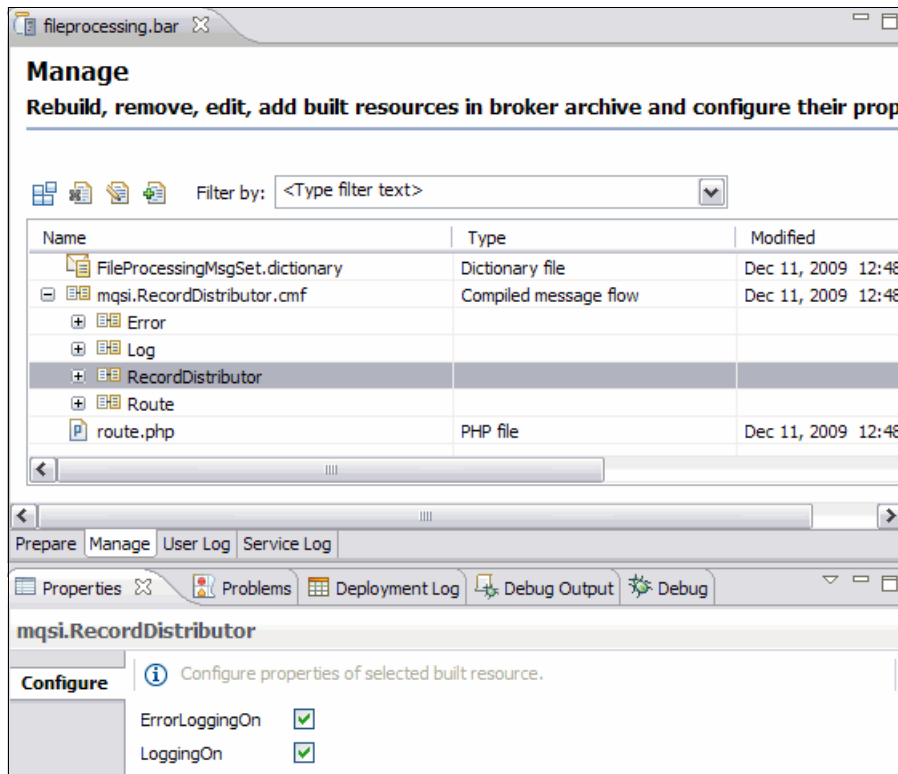 fileprocessing.bar
Manage
Rebuild, remove, edit, add built resources in broker archive and configure their prop
Filter by: <Type filter text>
Name Type Modified
FileProcessingMsgSet.dictionary Dictionary file Dec 11, 2009 12:48
mqsi.RecordDistributor.cmf Compiled message flow Dec 11, 2009 12:48
Error
Log
RecordDistributor
Route
route.php PHP file Dec 11, 2009 12:48
Prepare Manage User Log Service Log
Properties Problems Deployment Log Debug Output Debug
mqsi.RecordDistributor
Configure Configure properties of selected built resource.
ErrorLoggingOn
LoggingOn